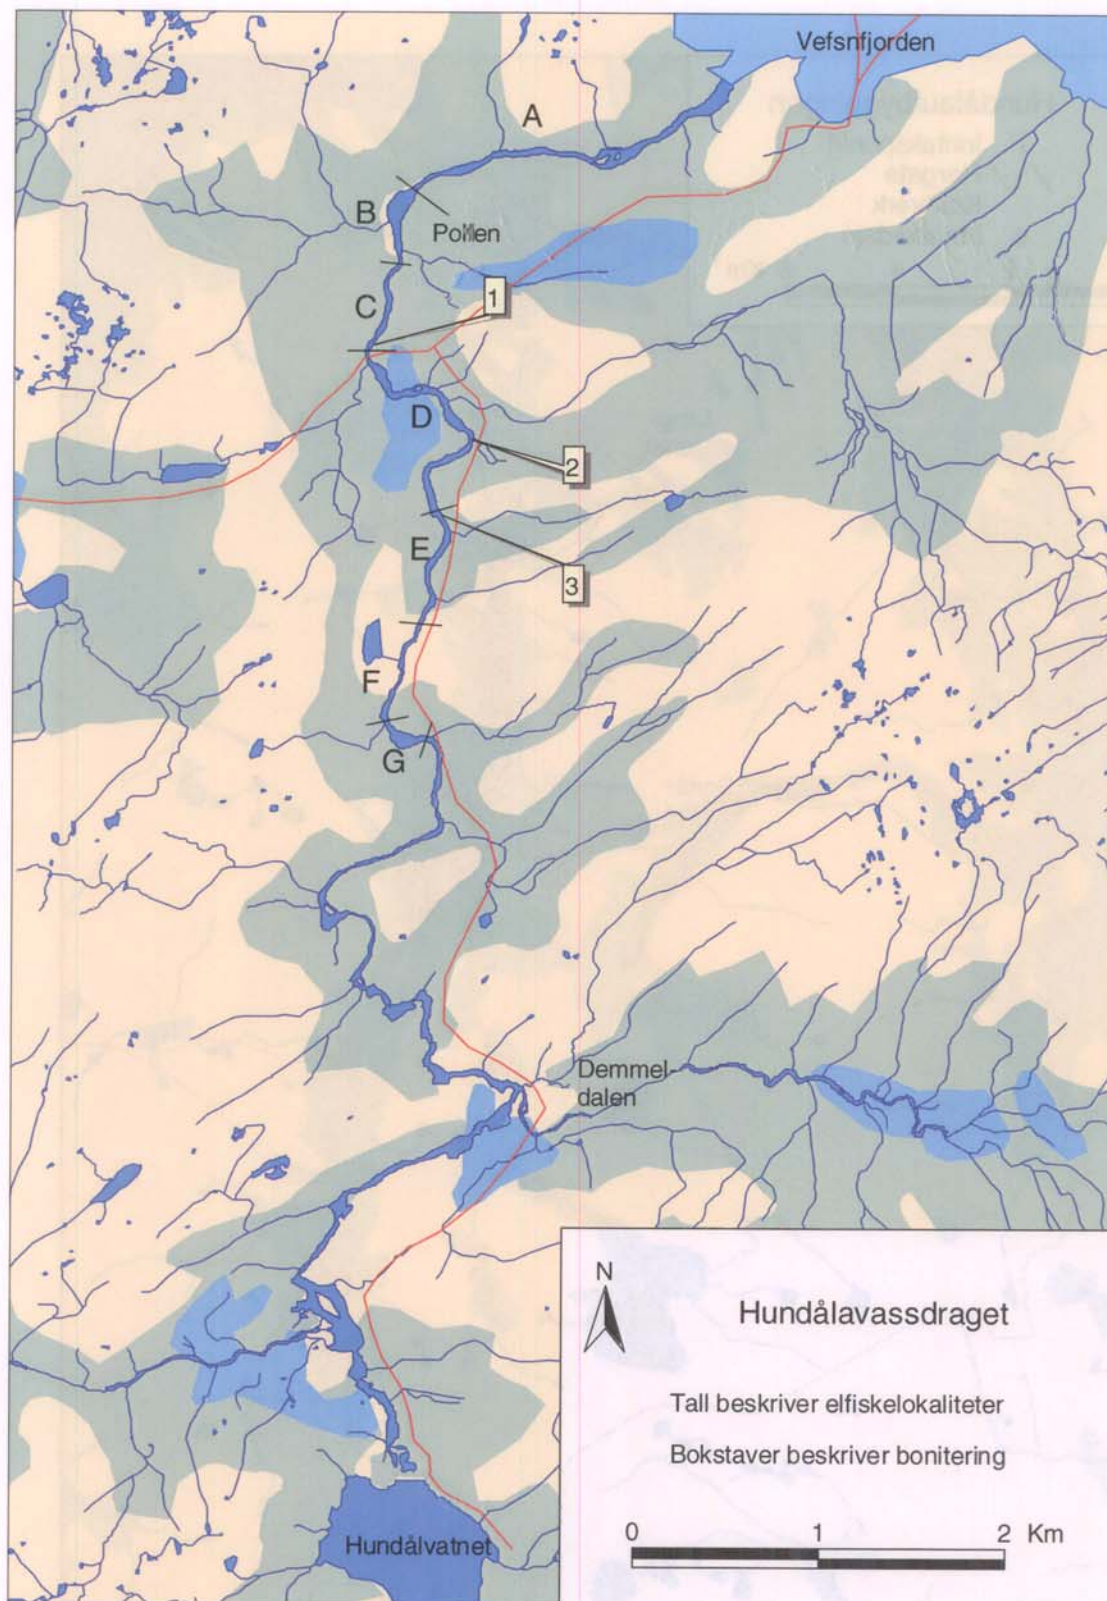 Vefsnfjorden
A
B
Pollen
1
C
D
2
E
3
F
G
Demmel-
dalen
N
Hundålavassdraget
Tall beskriver elfiskelokaliteter
Bokstaver beskriver bonitering
0 1 2 Km
Hundålvatnet